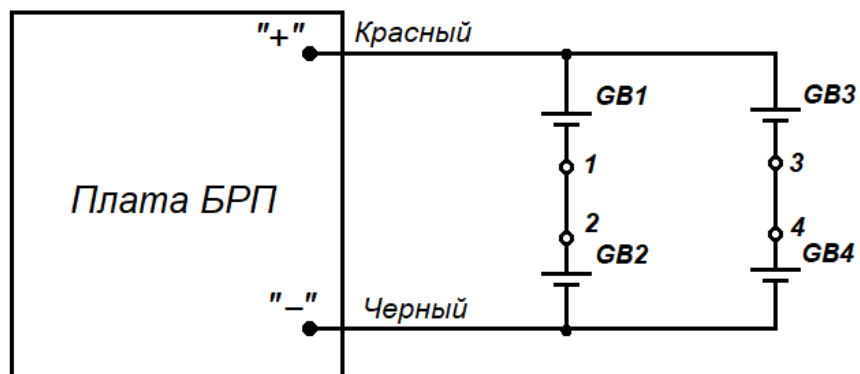 "+"
Красный
GB1
GB3
1
3
Плата БРП
2
4
GB2
GB4
"–"
Черный